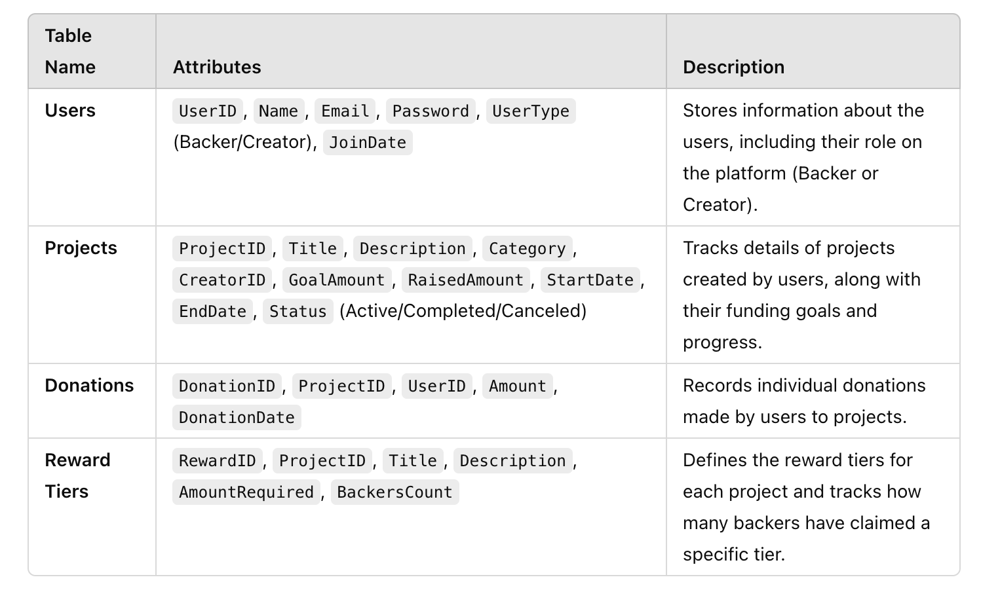 Table Name
Attributes
Description
Users
UserID, Name, Email, Password, UserType
(Backer/Creator), JoinDate
Stores information about the
users, including their role on
the platform (Backer or
Creator).
Projects
ProjectID, Title, Description, Category,
CreatorID, GoalAmount, RaisedAmount, StartDate,
EndDate, Status (Active/Completed/Canceled)
Tracks details of projects
created by users, along with
their funding goals and
progress.
Donations
DonationID, ProjectID, UserID, Amount,
DonationDate
Records individual donations
made by users to projects.
Reward
Tiers
RewardID, ProjectID, Title, Description,
AmountRequired, BackersCount
Defines the reward tiers for
each project and tracks how
many backers have claimed a
specific tier.